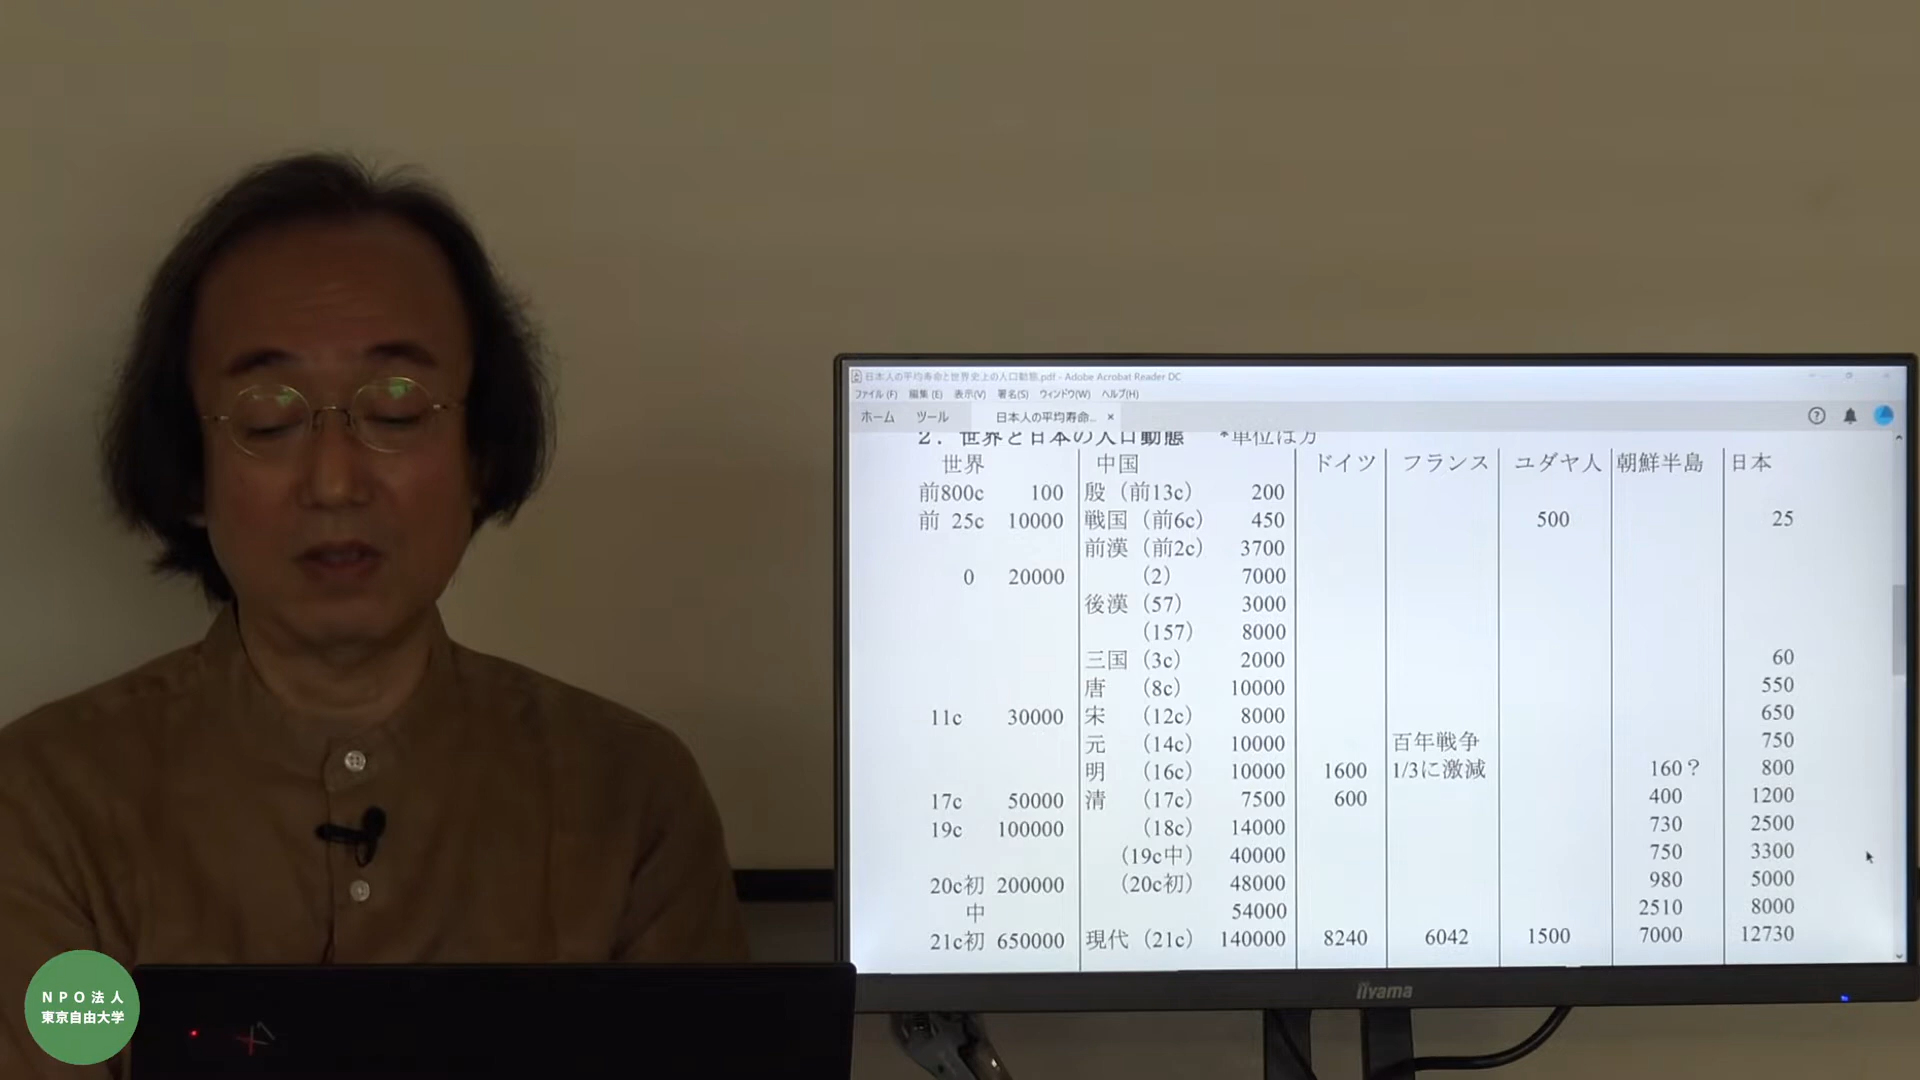 日本人の平均寿命と世界史上の人口動態.pdf - Adobe Acrobat Reader DC
ファイル(F) 編集(E) 表示(V) 署名(S) ウィンドウ(W) ヘルプ(H)
ホーム ツール 日本人の平均寿命... ×
2．世界と日本の人口動態 *単位は万
世界 中国 ドイツ フランス ユダヤ人 朝鮮半島 日本
前800c 100 殷（前13c） 200
前 25c 10000 戦国（前6c） 450 500 25
前漢（前2c） 3700
0 20000 （2） 7000
後漢（57） 3000
（157） 8000
三国（3c） 2000 60
唐 （8c） 10000 550
11c 30000 宋 （12c） 8000 650
元 （14c） 10000 百年戦争 750
明 （16c） 10000 1600 1/3に激減 160？ 800
17c 50000 清 （17c） 7500 600 400 1200
19c 100000 （18c） 14000 730 2500
（19c中） 40000 750 3300
20c初 200000 （20c初） 48000 980 5000
中 54000 2510 8000
21c初 650000 現代（21c） 140000 8240 6042 1500 7000 12730
iiyama
NPO法人
東京自由大学
X1